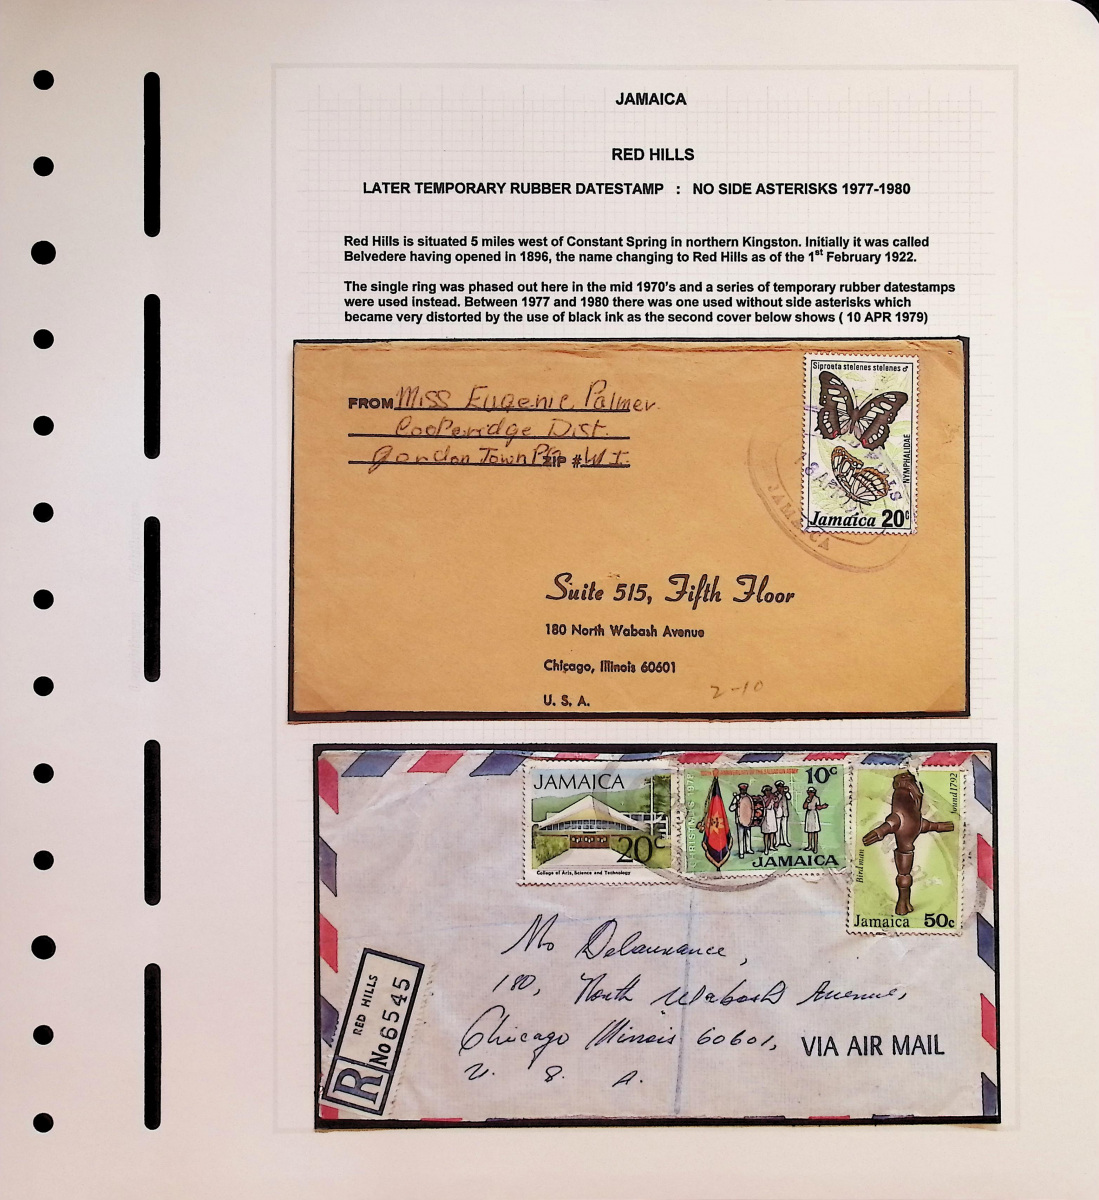 JAMAICA
RED HILLS
LATER TEMPORARY RUBBER DATESTAMP : NO SIDE ASTERISKS 1977-1980
Red Hills is situated 5 miles west of Constant Spring in northern Kingston. Initially it was called
Belvedere having opened in 1896, the name changing to Red Hills as of the 1st February 1922.
The single ring was phased out here in the mid 1970's and a series of temporary rubber datestamps
were used instead. Between 1977 and 1980 there was one used without side asterisks which
became very distorted by the use of black ink as the second cover below shows ( 10 APR 1979)
FROM Miss Eugenie Palmer
Cooperidge Dist.
Gordon Town P.O. ZIP # W.I.
Siproeta stelenes stelenes ♂
NYMPHALIDAE
Jamaica 20c
JAMAICA
Suite 515, Fifth Floor
180 North Wabash Avenue
Chicago, Illinois 60601
U. S. A.
2-10
JAMAICA
20c
College of Arts, Science and Technology
10c
JAMAICA
Birdman
found 1792
Jamaica 50c
180, North Wabash Avenue,
Chicago Illinois 60601,
U. S. A.
VIA AIR MAIL
R
RED HILLS
No 6545